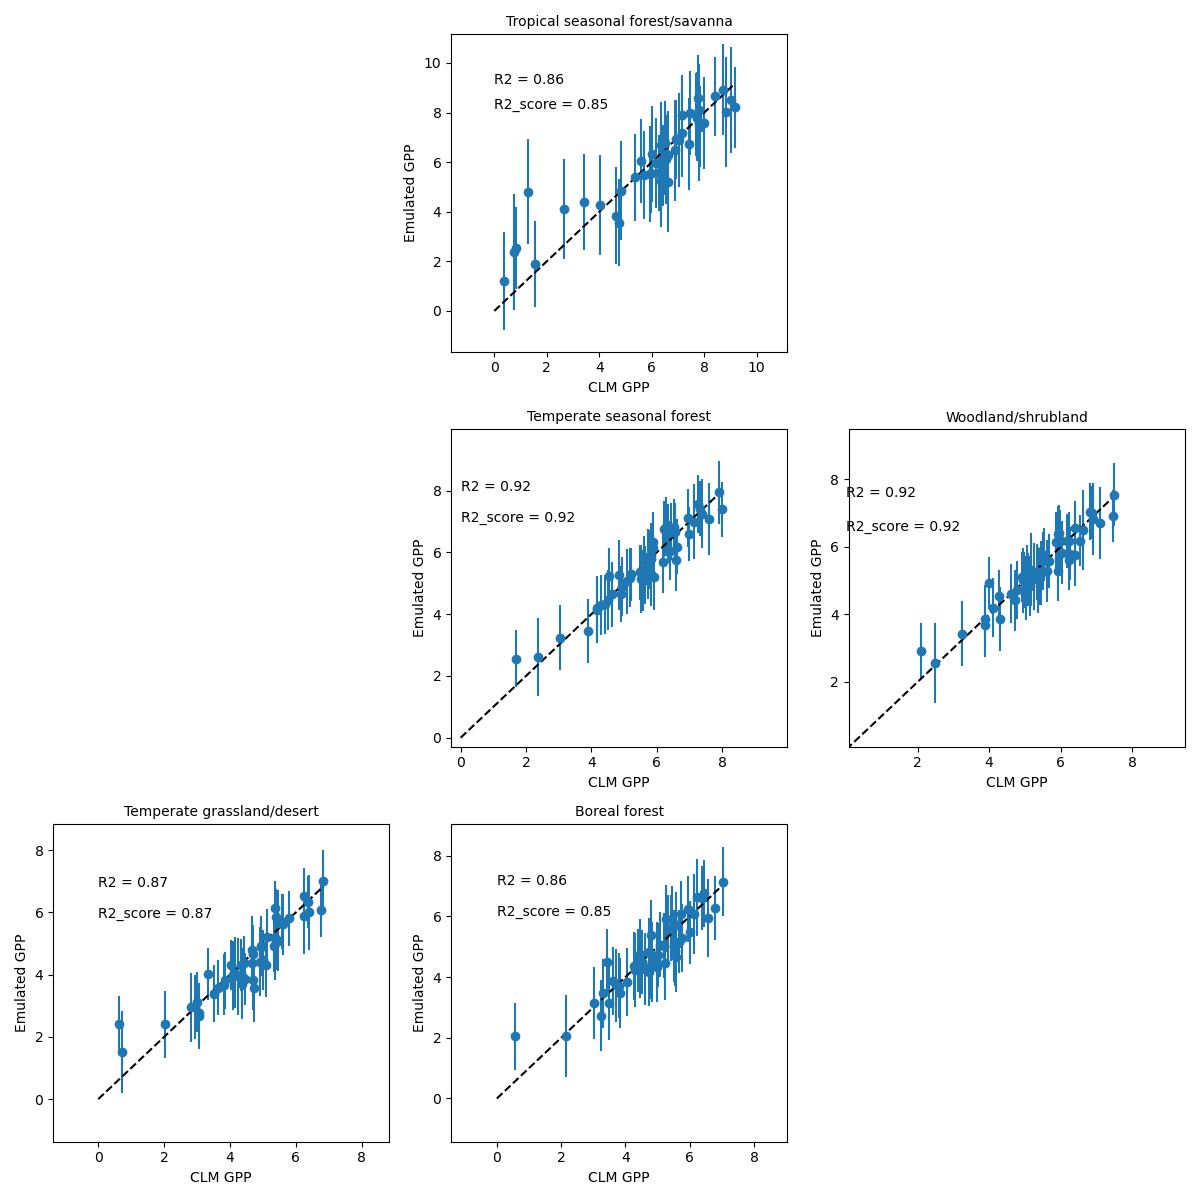 Tropical seasonal forest/savanna
R2 = 0.86
R2_score = 0.85
10
8
6
4
2
0
Emulated GPP
0 2 4 6 8 10
CLM GPP
Temperate seasonal forest
R2 = 0.92
R2_score = 0.92
8
6
4
2
0
Emulated GPP
0 2 4 6 8
CLM GPP
Woodland/shrubland
R2 = 0.92
R2_score = 0.92
8
6
4
2
Emulated GPP
2 4 6 8
CLM GPP
Temperate grassland/desert
R2 = 0.87
R2_score = 0.87
8
6
4
2
0
Emulated GPP
0 2 4 6 8
CLM GPP
Boreal forest
R2 = 0.86
R2_score = 0.85
8
6
4
2
0
Emulated GPP
0 2 4 6 8
CLM GPP